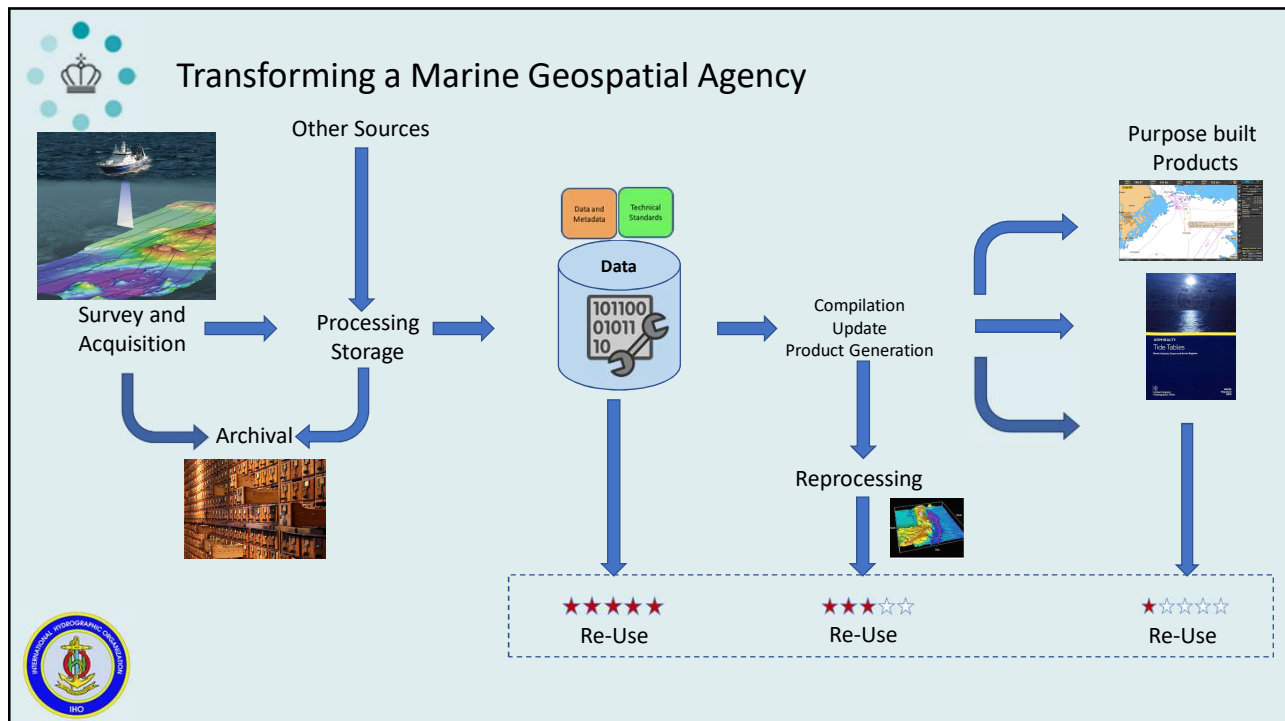 Transforming a Marine Geospatial Agency
Other Sources
Purpose built
Products
Data and
Metadata
Technical
Standards
Data
101100
01011
10
Survey and
Acquisition
Processing
Storage
Compilation
Update
Product Generation
ADMIRALTY
Tide Tables
Archival
Reprocessing
★★★★★
★★★☆☆
★☆☆☆☆
Re-Use
Re-Use
Re-Use
INTERNATIONAL HYDROGRAPHIC ORGANIZATION
IHO